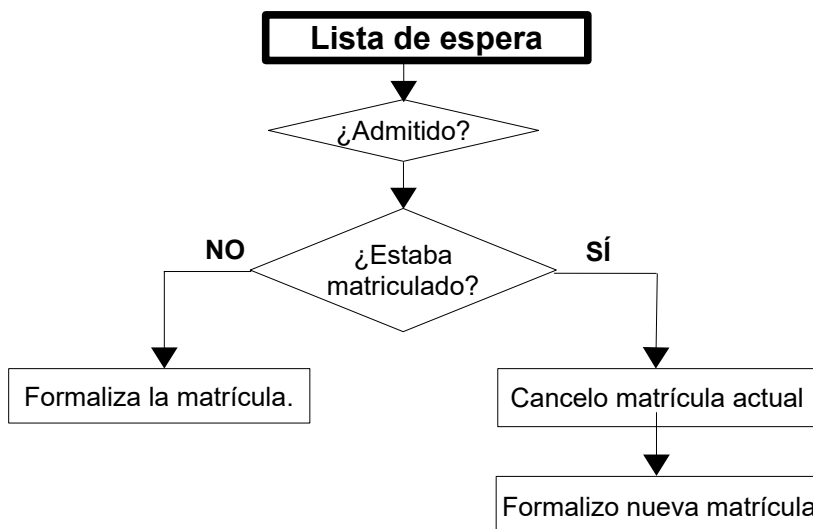 Lista de espera
¿Admitido?
NO
¿Estaba
matriculado?
SÍ
Formaliza la matrícula.
Cancelo matrícula actual
Formalizo nueva matrícula